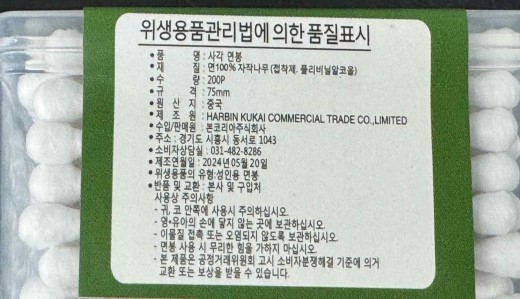 위생용품관리법에 의한 품질표시
• 품 명 : 사각 면봉
• 재 질 : 면100% 자작나무 (접착제. 폴리비닐알코올)
• 수 량 : 200P
• 규 격 : 75mm
• 원 산 지 : 중국
• 제 조 원 : HARBIN KUKAI COMMERCIAL TRADE CO.,LIMITED
• 수입/판매원 : 본코리아주식회사
• 주소 : 경기도 시흥시 동서로 1043
• 소비자상담실 : 031-482-8286
• 제조연월일 : 2024년 05월 20일
• 위생용품의 유형:성인용 면봉
• 반품 및 교환 : 본사 및 구입처
사용상 주의사항
- 귀, 코 안쪽에 사용시 주의하십시오.
- 영•유아의 손에 닿지 않는 곳에 보관하십시오.
- 이물질 접촉 또는 오염되지 않도록 보관하십시오.
- 면봉 사용 시 무리한 힘을 가하지 마십시오.
- 본 제품은 공정거래위원회 고시 소비자분쟁해결 기준에 의거
교환 또는 보상을 받을 수 있습니다.